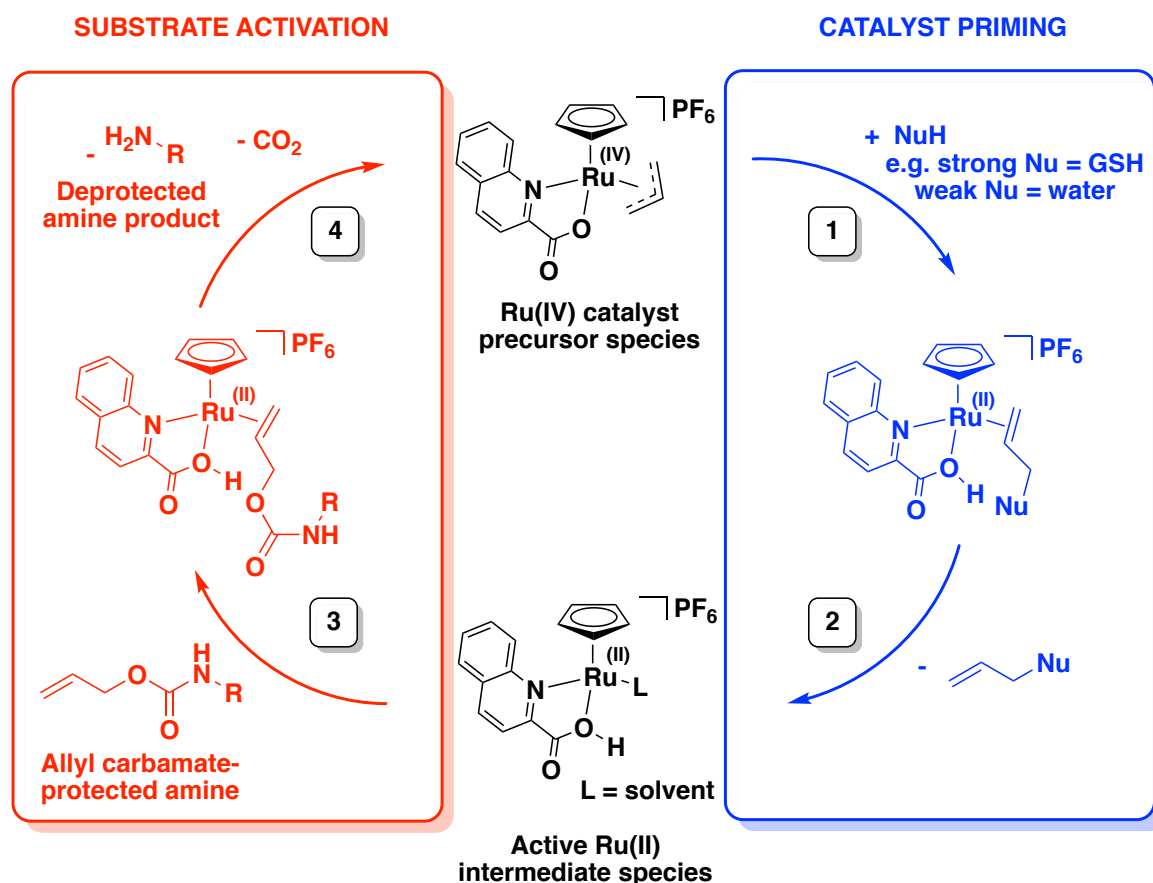 SUBSTRATE ACTIVATION
CATALYST PRIMING
H2N
- R
- CO2
Deprotected
amine product
4
PF6
(IV)
Ru
N
O
O
Ru(IV) catalyst
precursor species
+ NuH
e.g. strong Nu = GSH
weak Nu = water
1
PF6
(II)
Ru
N
O
H
O
O
R
NH
O
PF6
(II)
Ru
N
O
H
O
Nu
3
H
O N
R
O
Allyl carbamate-
protected amine
PF6
(II)
Ru
L
N
O
H
O
L = solvent
Active Ru(II)
intermediate species
2
- Nu